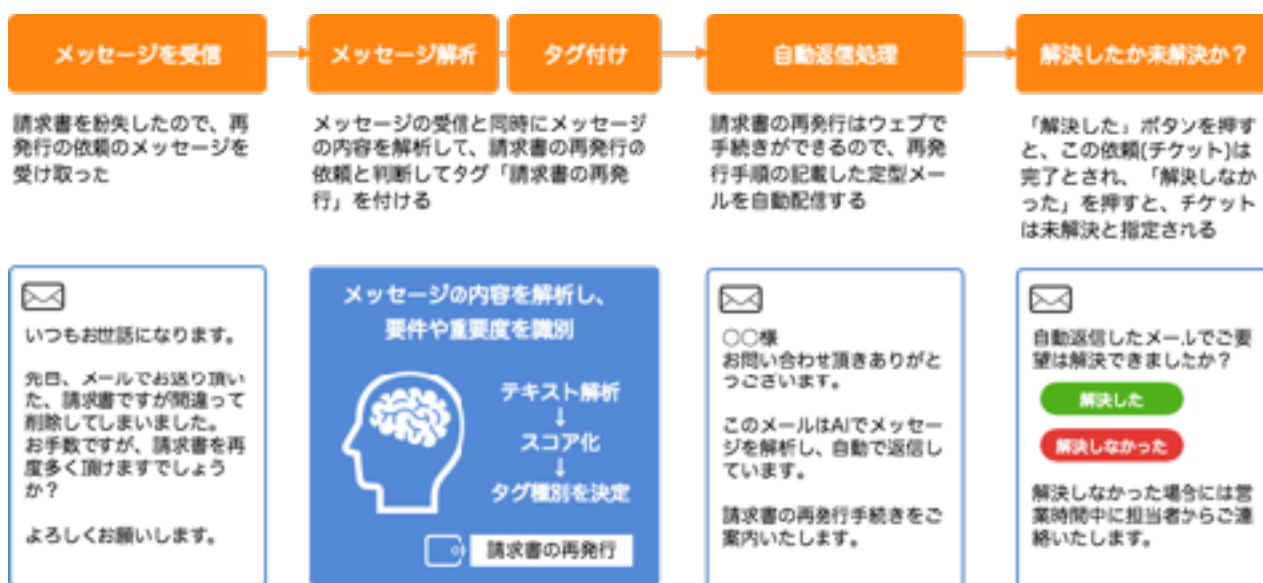 メッセージを受信
メッセージ解析
タグ付け
自動返信処理
解決したか未解決か？
請求書を紛失したので、再
発行の依頼のメッセージを
受け取った
メッセージの受信と同時にメッセージ
の内容を解析して、請求書の再発行の
依頼と判断してタグ「請求書の再発
行」を付ける
請求書の再発行はウェブで
手続きができるので、再発
行手順の記載した定型メー
ルを自動配信する
「解決した」ボタンを押す
と、この依頼(チケット)は
完了とされ、「解決しなか
った」を押すと、チケット
は未解決と指定される
いつもお世話になります。
先日、メールでお送り頂い
た、請求書ですが間違って
削除してしまいました。
お手数ですが、請求書を再
度多く頂けますでしょう
か？
よろしくお願いします。
メッセージの内容を解析し、
要件や重要度を識別
テキスト解析
↓
スコア化
↓
タグ種別を決定
請求書の再発行
〇〇様
お問い合わせ頂きありがと
うございます。
このメールはAIでメッセー
ジを解析し、自動で返信し
ています。
請求書の再発行手続きをご
案内いたします。
自動返信したメールでご要
望は解決できましたか？
解決した
解決しなかった
解決しなかった場合には営
業時間中に担当者からご連
絡いたします。